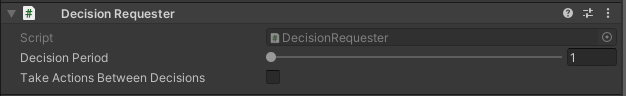 Decision Requester
Script DecisionRequester
Decision Period 1
Take Actions Between Decisions